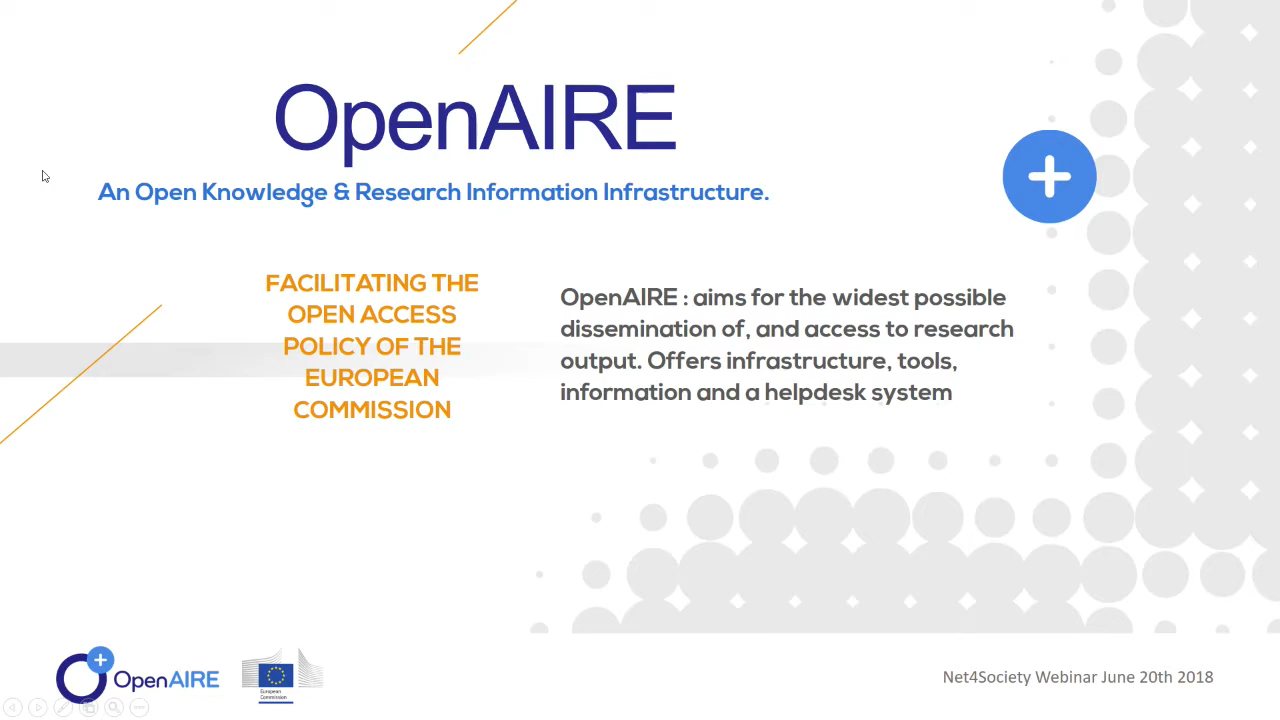 OpenAIRE
An Open Knowledge & Research Information Infrastructure.
FACILITATING THE
OPEN ACCESS
POLICY OF THE
EUROPEAN
COMMISSION
OpenAIRE : aims for the widest possible
dissemination of, and access to research
output. Offers infrastructure, tools,
information and a helpdesk system
OpenAIRE
European
Commission
Net4Society Webinar June 20th 2018